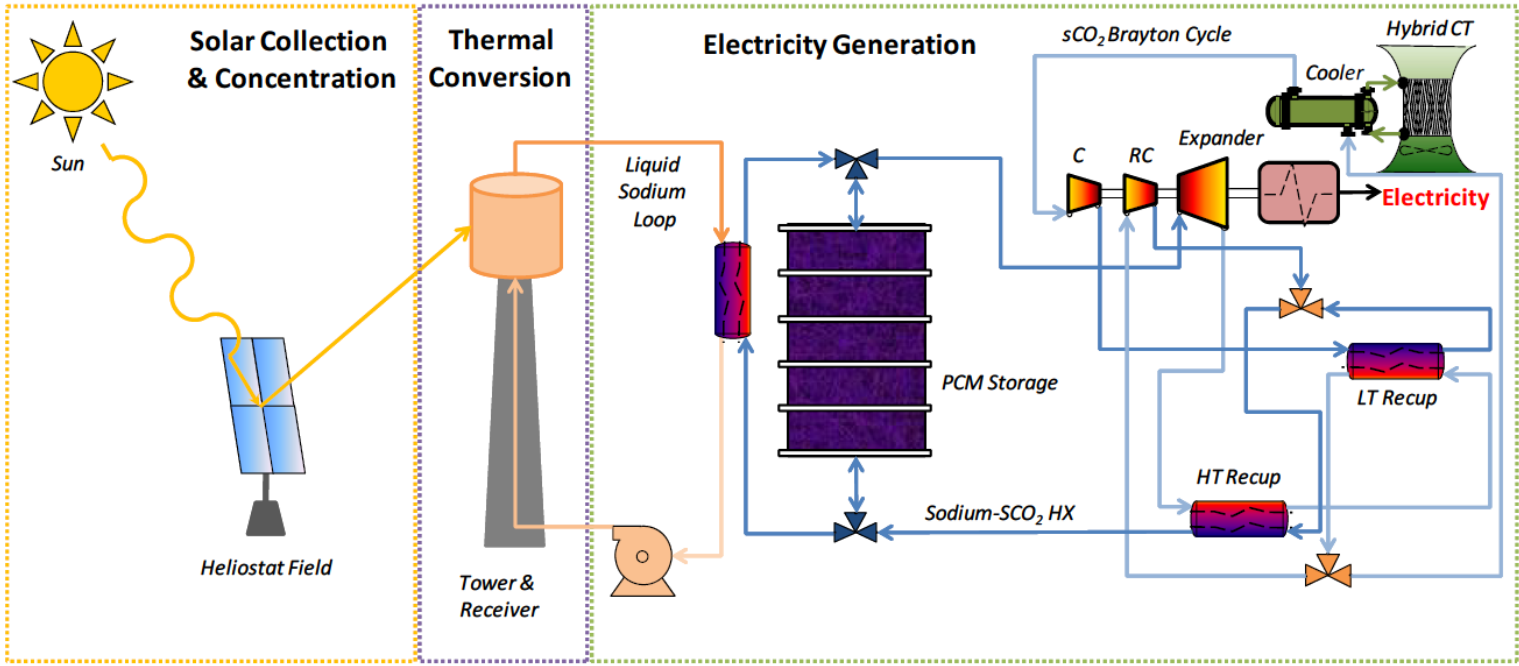 Solar Collection
& Concentration
Sun
Heliostat Field
Thermal
Conversion
Tower &
Receiver
Electricity Generation
Liquid
Sodium
Loop
PCM Storage
Sodium-SCO₂ HX
sCO₂ Brayton Cycle
Hybrid CT
Cooler
Expander
C
RC
Electricity
LT Recup
HT Recup